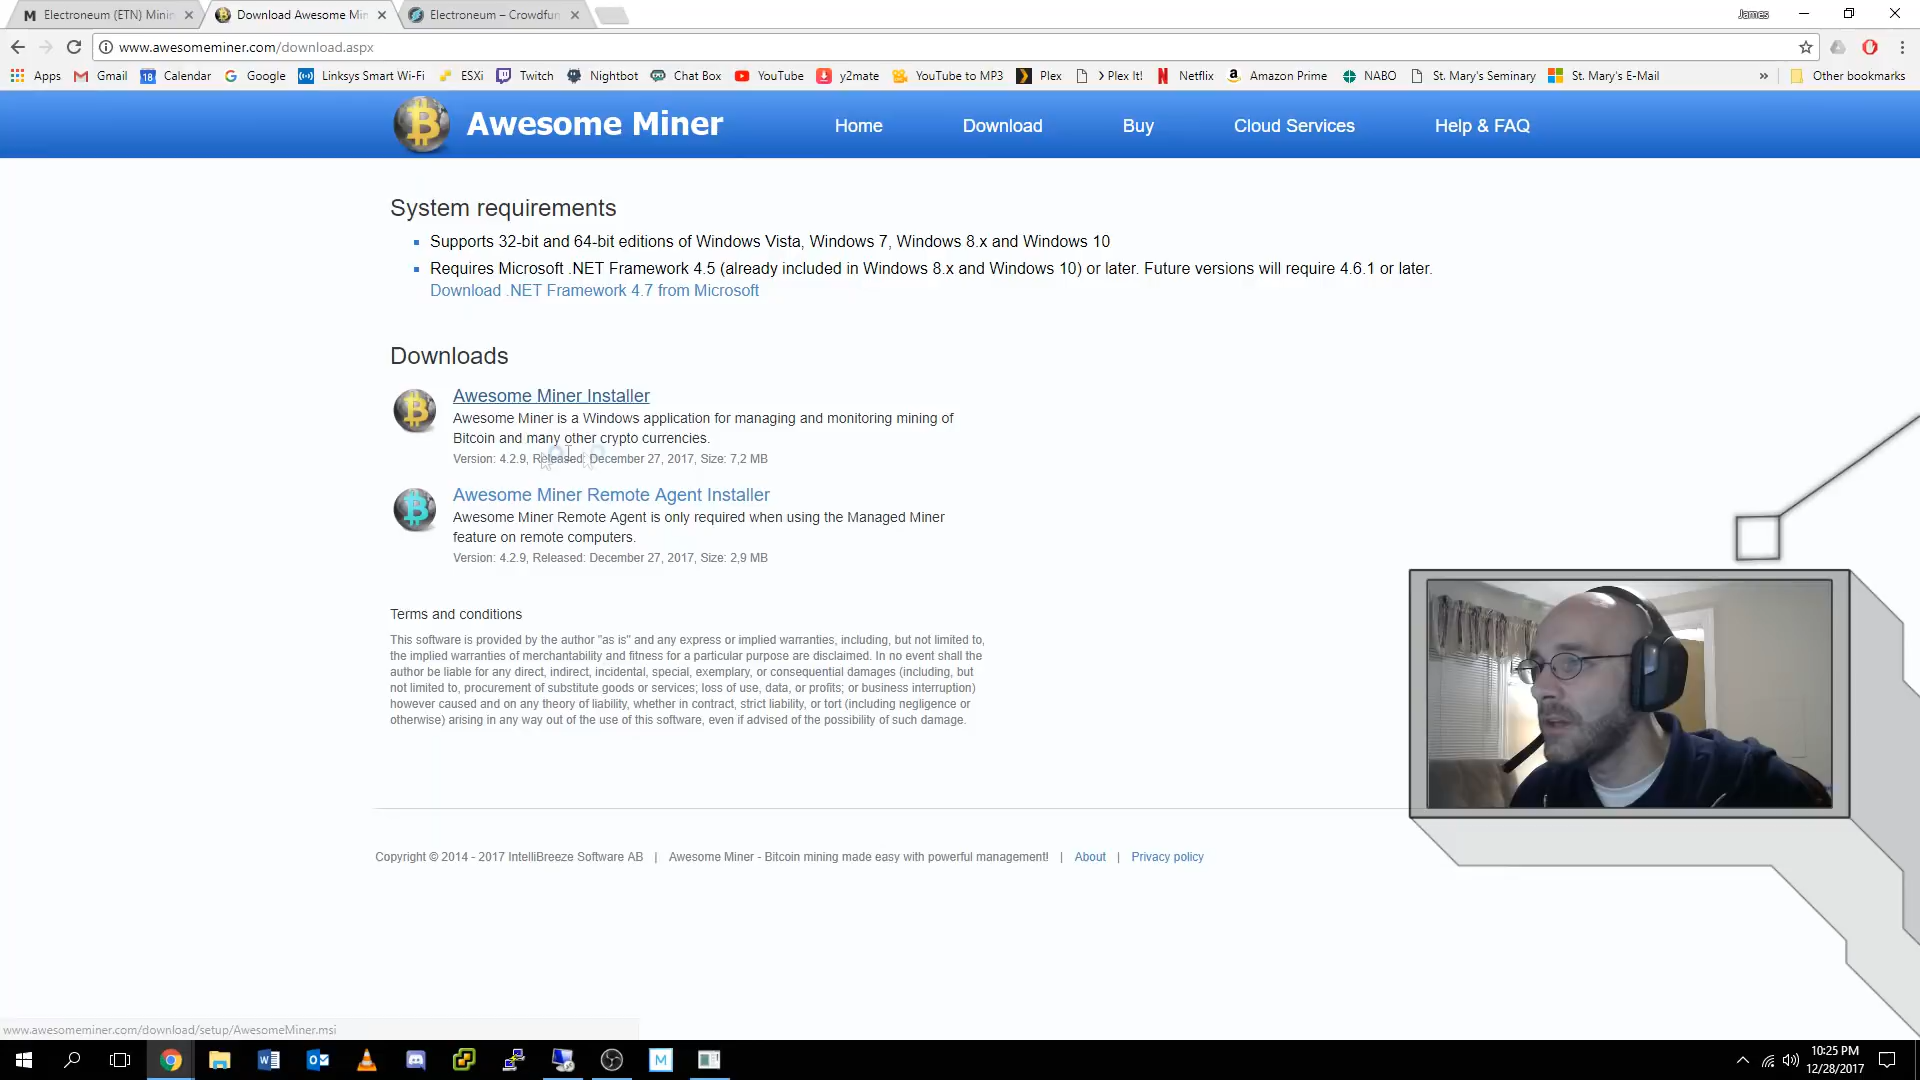 Electroneum (ETN) Minin
Download Awesome Min
Electroneum – Crowdfun
James
www.awesomeminer.com/download.aspx
Apps
Gmail
Calendar
Google
Linksys Smart Wi-Fi
ESXi
Twitch
Nightbot
Chat Box
YouTube
y2mate
YouTube to MP3
Plex
> Plex It!
Netflix
Amazon Prime
NABO
St. Mary's Seminary
St. Mary's E-Mail
»
Other bookmarks
Awesome Miner
Home
Download
Buy
Cloud Services
Help & FAQ
System requirements
Supports 32-bit and 64-bit editions of Windows Vista, Windows 7, Windows 8.x and Windows 10
Requires Microsoft .NET Framework 4.5 (already included in Windows 8.x and Windows 10) or later. Future versions will require 4.6.1 or later.
Download .NET Framework 4.7 from Microsoft
Downloads
Awesome Miner Installer
Awesome Miner is a Windows application for managing and monitoring mining of
Bitcoin and many other crypto currencies.
Version: 4.2.9, Released: December 27, 2017, Size: 7,2 MB
Awesome Miner Remote Agent Installer
Awesome Miner Remote Agent is only required when using the Managed Miner
feature on remote computers.
Version: 4.2.9, Released: December 27, 2017, Size: 2,9 MB
Terms and conditions
This software is provided by the author "as is" and any express or implied warranties, including, but not limited to,
the implied warranties of merchantability and fitness for a particular purpose are disclaimed. In no event shall the
author be liable for any direct, indirect, incidental, special, exemplary, or consequential damages (including, but
not limited to, procurement of substitute goods or services; loss of use, data, or profits; or business interruption)
however caused and on any theory of liability, whether in contract, strict liability, or tort (including negligence or
otherwise) arising in any way out of the use of this software, even if advised of the possibility of such damage.
Copyright © 2014 - 2017 IntelliBreeze Software AB | Awesome Miner - Bitcoin mining made easy with powerful management! | About | Privacy policy
www.awesomeminer.com/download/setup/AwesomeMiner.msi
10:25 PM
12/28/2017